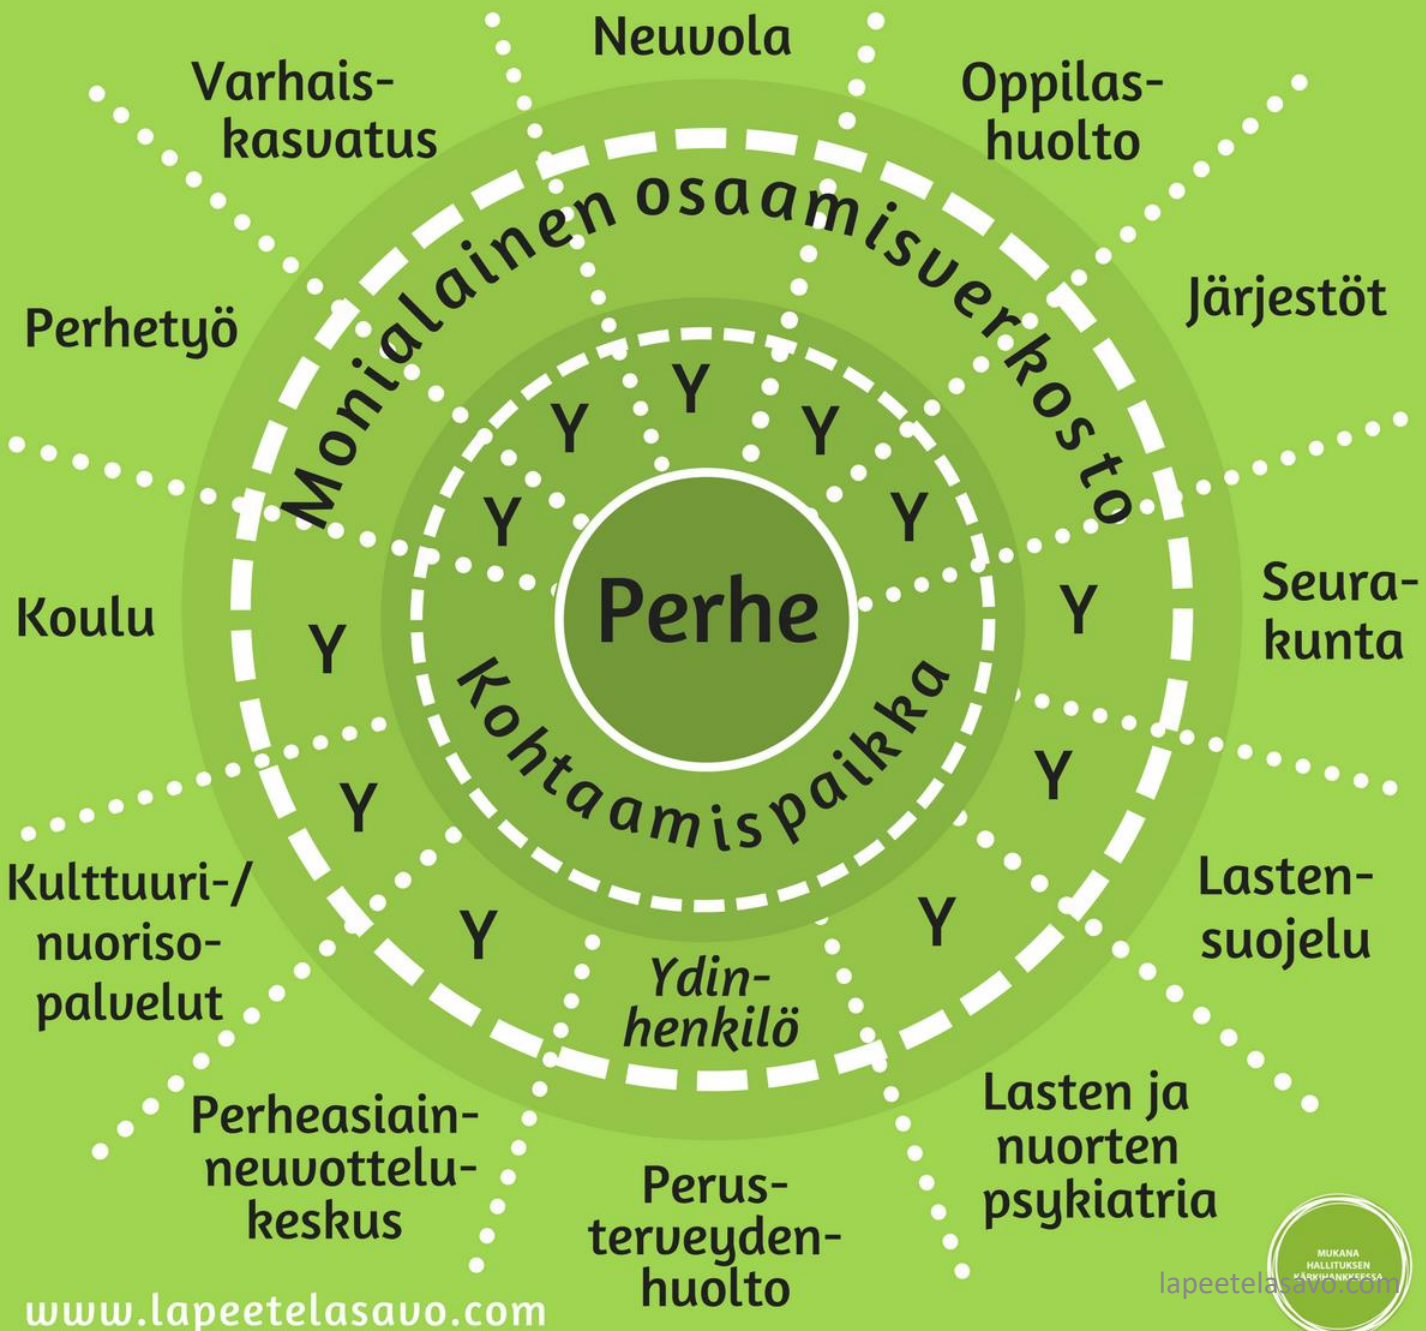 Neuvola
Varhais-
kasvatus
Oppilas-
huolto
Monialainen osaamisverkosto
Perhetyö
Järjestöt
Y
Y
Y
Y
Y
Perhe
Koulu
Y
Y
Seura-
kunta
Kohtaamispaikka
Y
Y
Kulttuuri-/
nuoriso-
palvelut
Lasten-
suojelu
Y
Y
Ydin-
henkilö
Perheasiain-
neuvottelu-
keskus
Perus-
terveyden-
huolto
Lasten ja
nuorten
psykiatria
MUKANA
HALLITUKSEN
KÄRKIHANKKEESSA
lapeetelasavo.com
www.lapeetelasavo.com